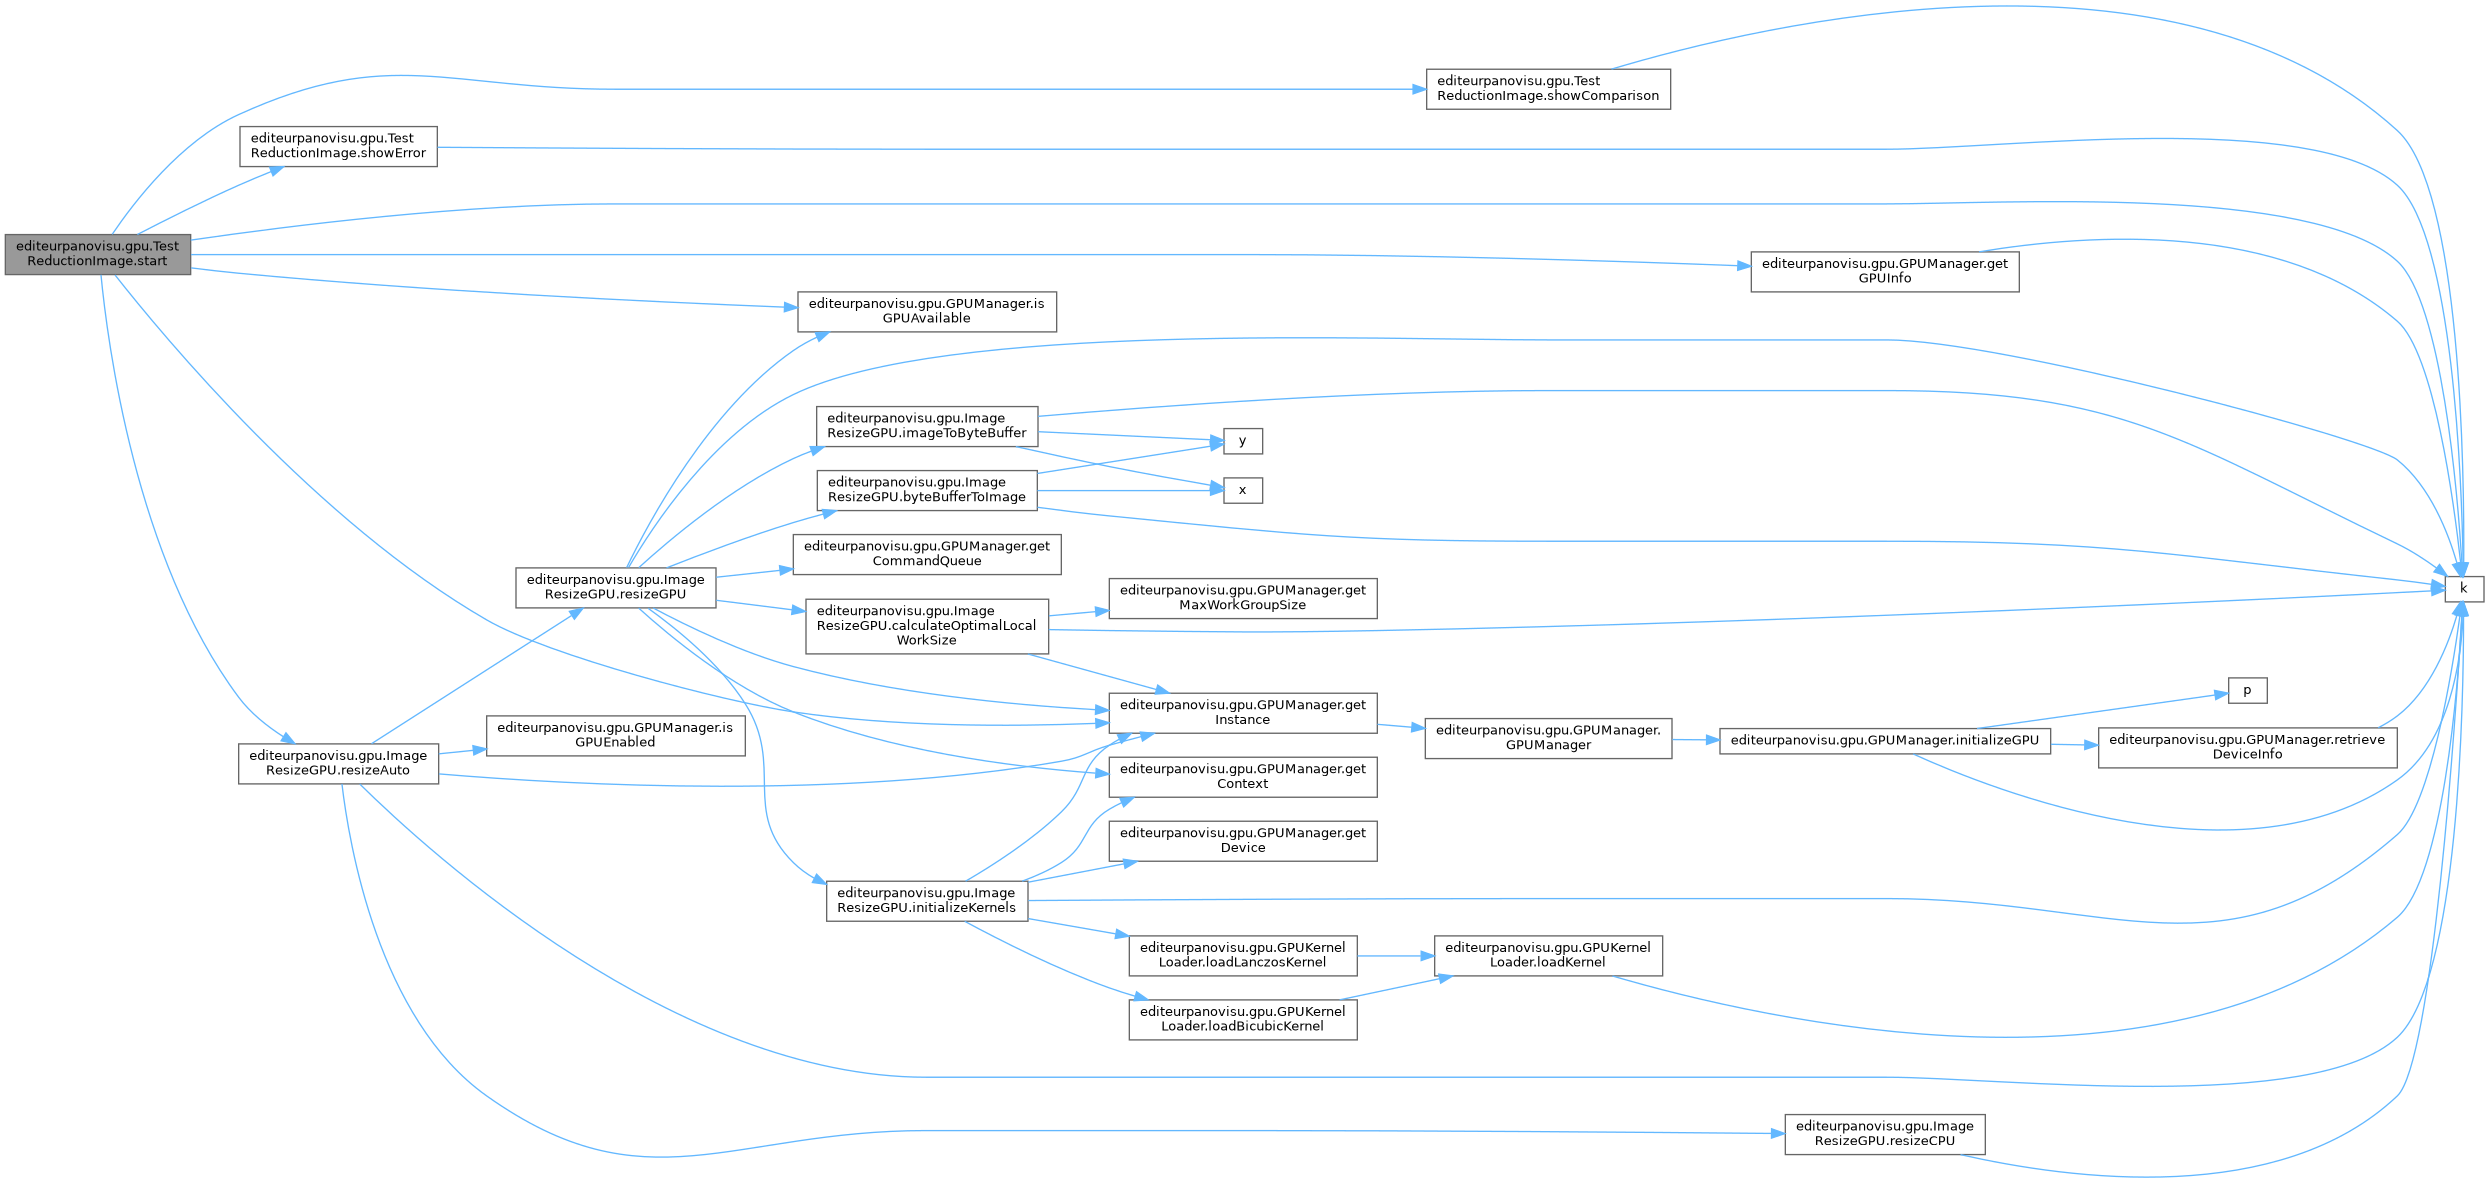 editeurpanovisu.gpu.Test
ReductionImage.start
editeurpanovisu.gpu.Test
ReductionImage.showError
editeurpanovisu.gpu.Test
ReductionImage.showComparison
editeurpanovisu.gpu.GPUManager.get
GPUInfo
editeurpanovisu.gpu.GPUManager.is
GPUAvailable
editeurpanovisu.gpu.Image
ResizeGPU.imageToByteBuffer
y
editeurpanovisu.gpu.Image
ResizeGPU.byteBufferToImage
x
editeurpanovisu.gpu.GPUManager.get
CommandQueue
editeurpanovisu.gpu.Image
ResizeGPU.resizeGPU
editeurpanovisu.gpu.GPUManager.get
MaxWorkGroupSize
k
editeurpanovisu.gpu.Image
ResizeGPU.calculateOptimalLocal
WorkSize
p
editeurpanovisu.gpu.GPUManager.get
Instance
editeurpanovisu.gpu.GPUManager.
GPUManager
editeurpanovisu.gpu.GPUManager.initializeGPU
editeurpanovisu.gpu.GPUManager.retrieve
DeviceInfo
editeurpanovisu.gpu.GPUManager.is
GPUEnabled
editeurpanovisu.gpu.Image
ResizeGPU.resizeAuto
editeurpanovisu.gpu.GPUManager.get
Context
editeurpanovisu.gpu.GPUManager.get
Device
editeurpanovisu.gpu.Image
ResizeGPU.initializeKernels
editeurpanovisu.gpu.GPUKernel
Loader.loadLanczosKernel
editeurpanovisu.gpu.GPUKernel
Loader.loadKernel
editeurpanovisu.gpu.GPUKernel
Loader.loadBicubicKernel
editeurpanovisu.gpu.Image
ResizeGPU.resizeCPU